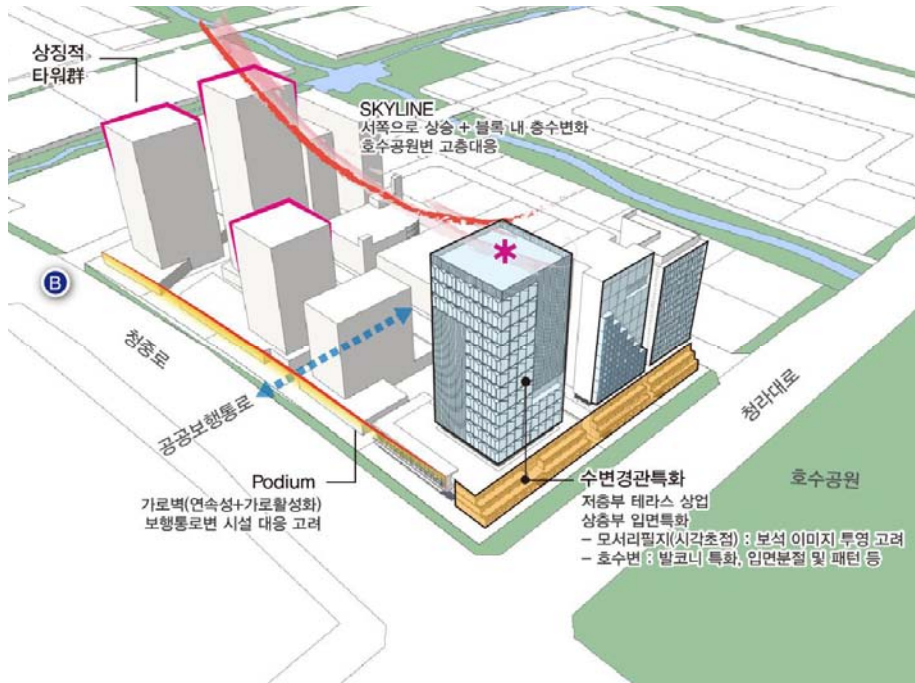 상징적
타워群
SKYLINE
서쪽으로 상승 + 블록 내 층수변화
호수공원변 고층대응
B
청중로
공공보행통로
청라대로
호수공원
Podium
가로벽(연속성+가로활성화)
보행통로변 시설 대응 고려
수변경관특화
저층부 테라스 상업
상층부 입면특화
– 모서리필지(시각초점) : 보석 이미지 투영 고려
– 호수변 : 발코니 특화, 입면분절 및 패턴 등